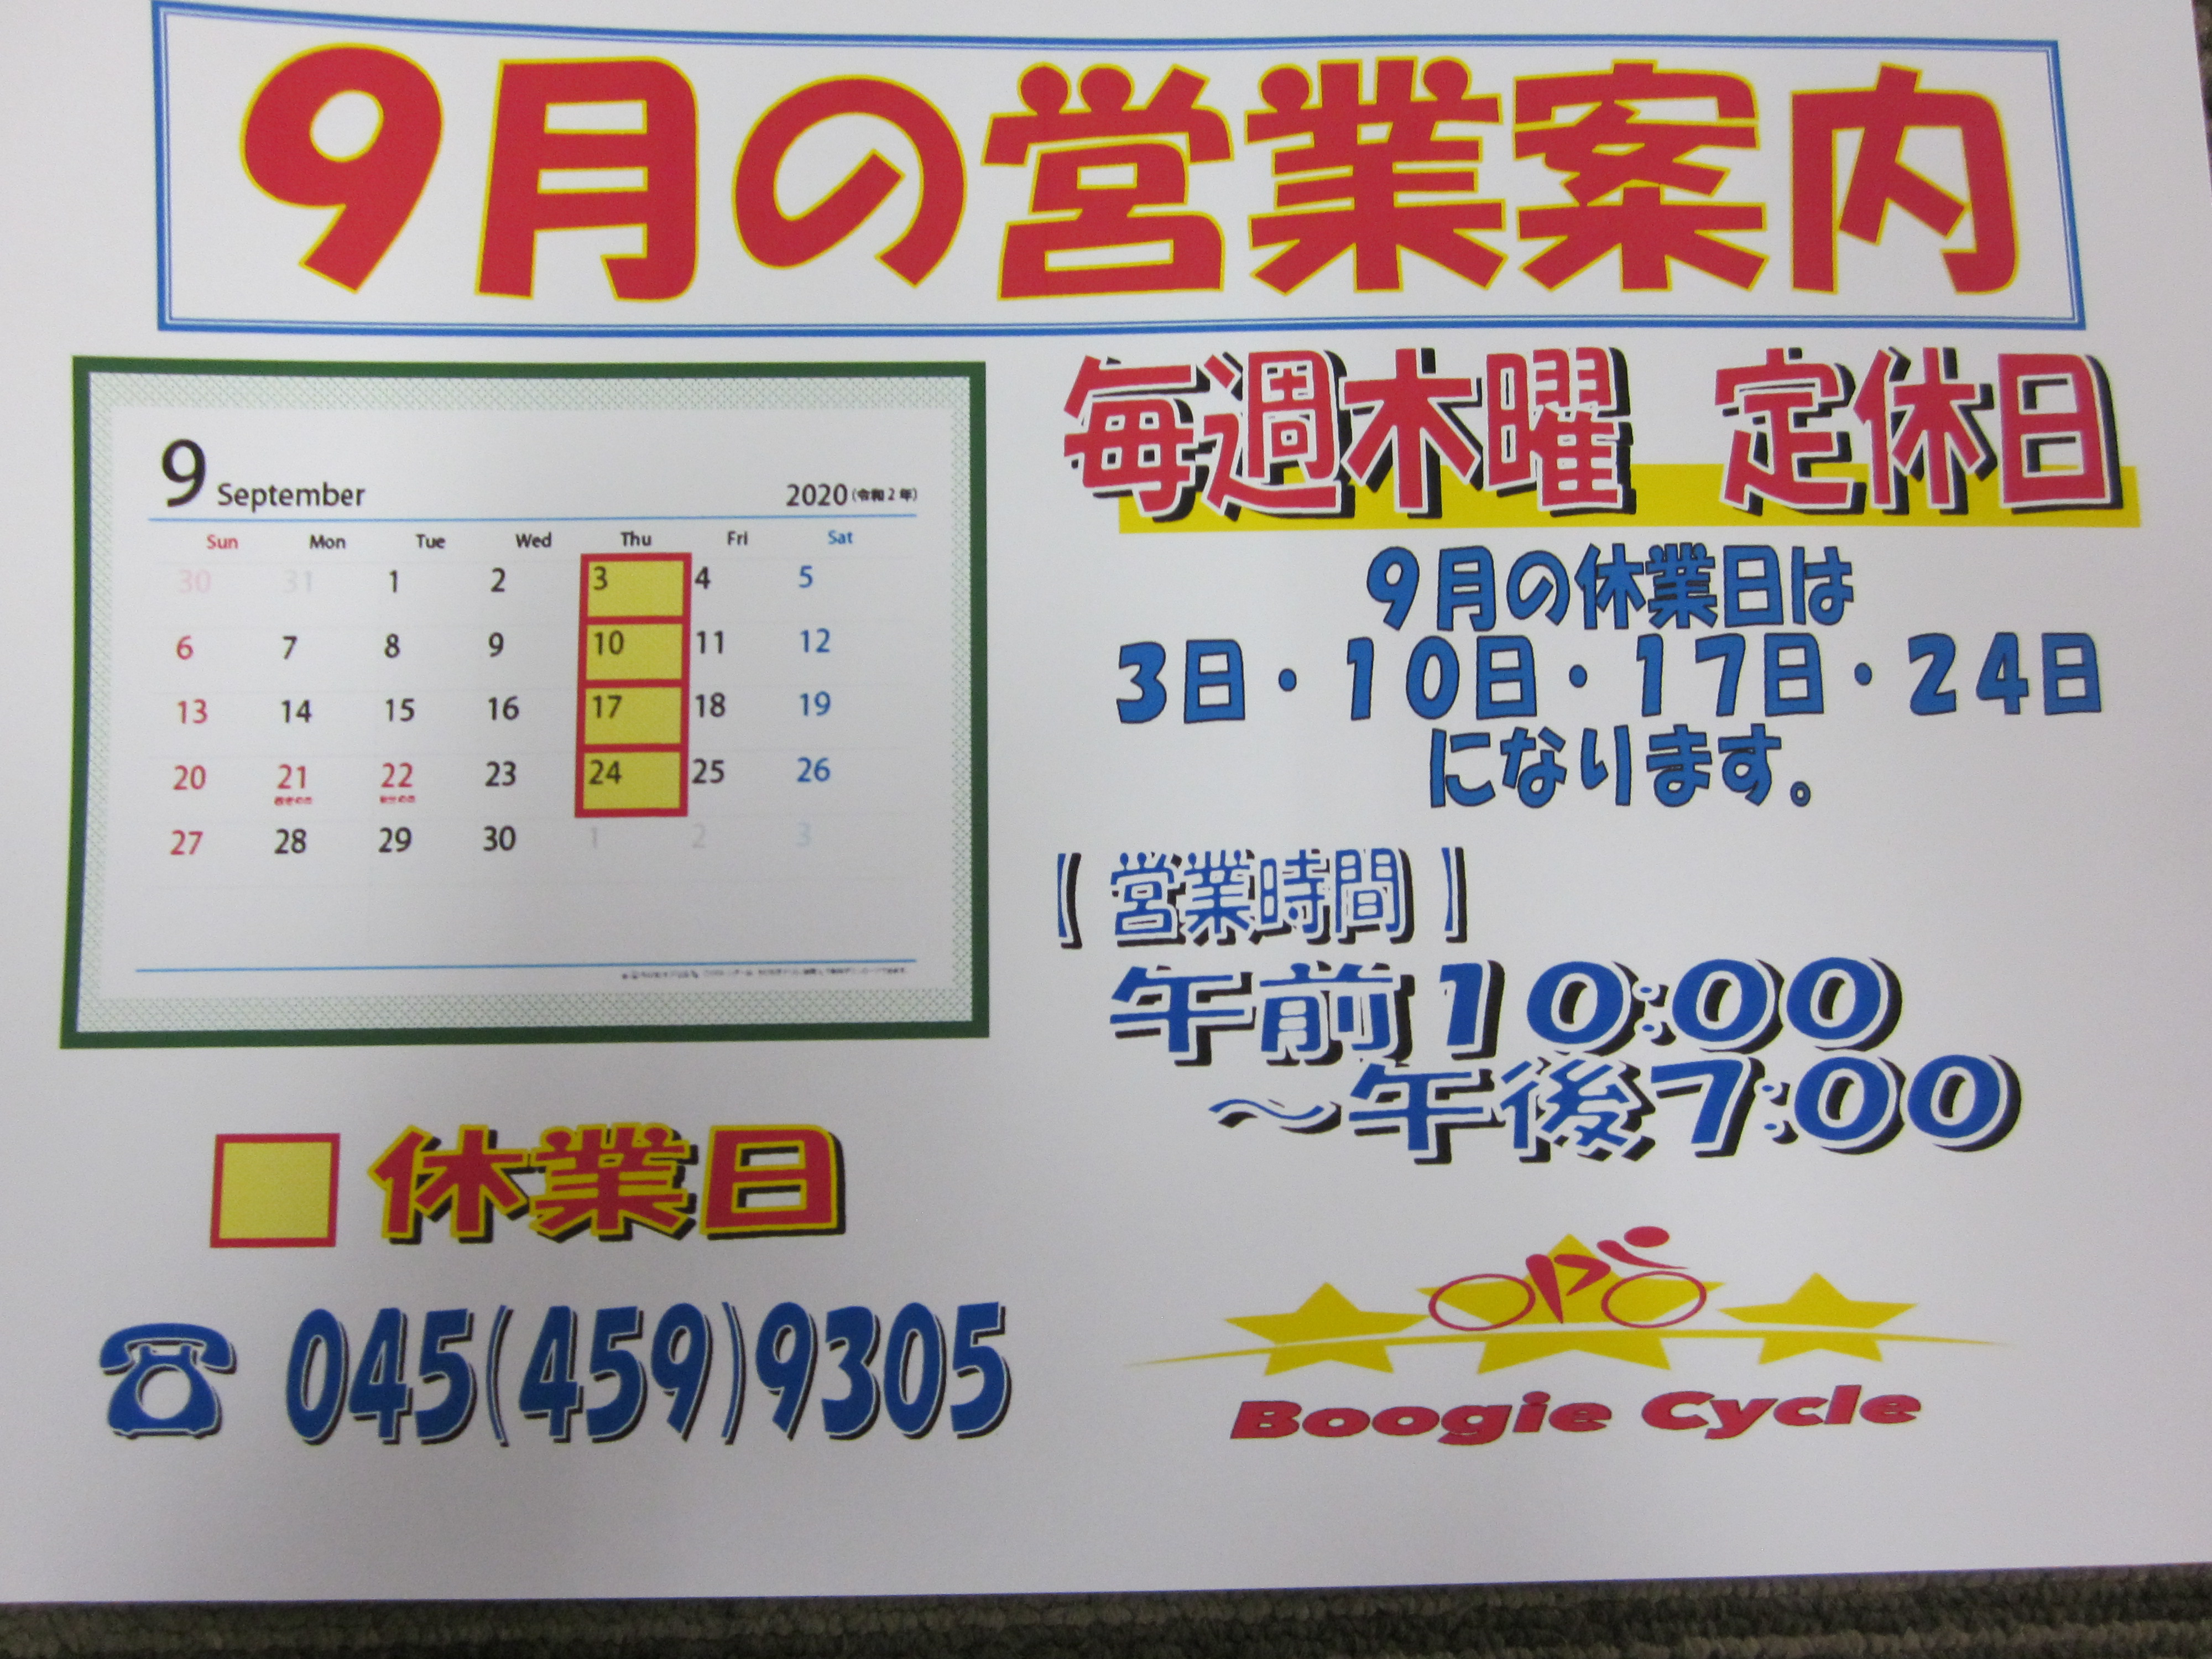 9月の営業案内
毎週木曜 定休日
9 September 2020(令和2年)
Sun Mon Tue Wed Thu Fri Sat
30 31 1 2 3 4 5
6 7 8 9 10 11 12
13 14 15 16 17 18 19
20 21 22 23 24 25 26
27 28 29 30 1 2 3
9月の休業日は
3日・10日・17日・24日
になります。
【営業時間】
午前10:00
～午後7:00
休業日
045(459)9305
Boogie Cycle